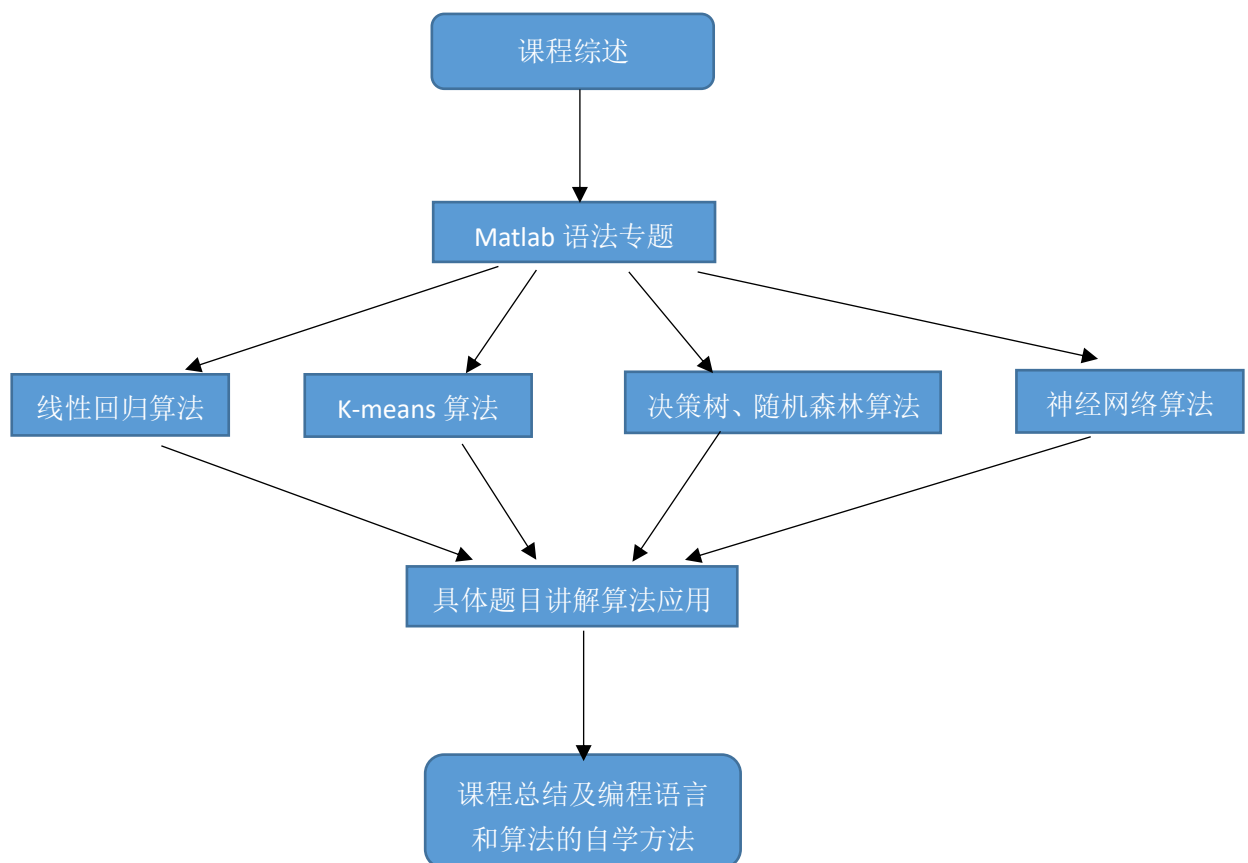 课程综述
Matlab 语法专题
线性回归算法
K-means 算法
决策树、随机森林算法
神经网络算法
具体题目讲解算法应用
课程总结及编程语言
和算法的自学方法